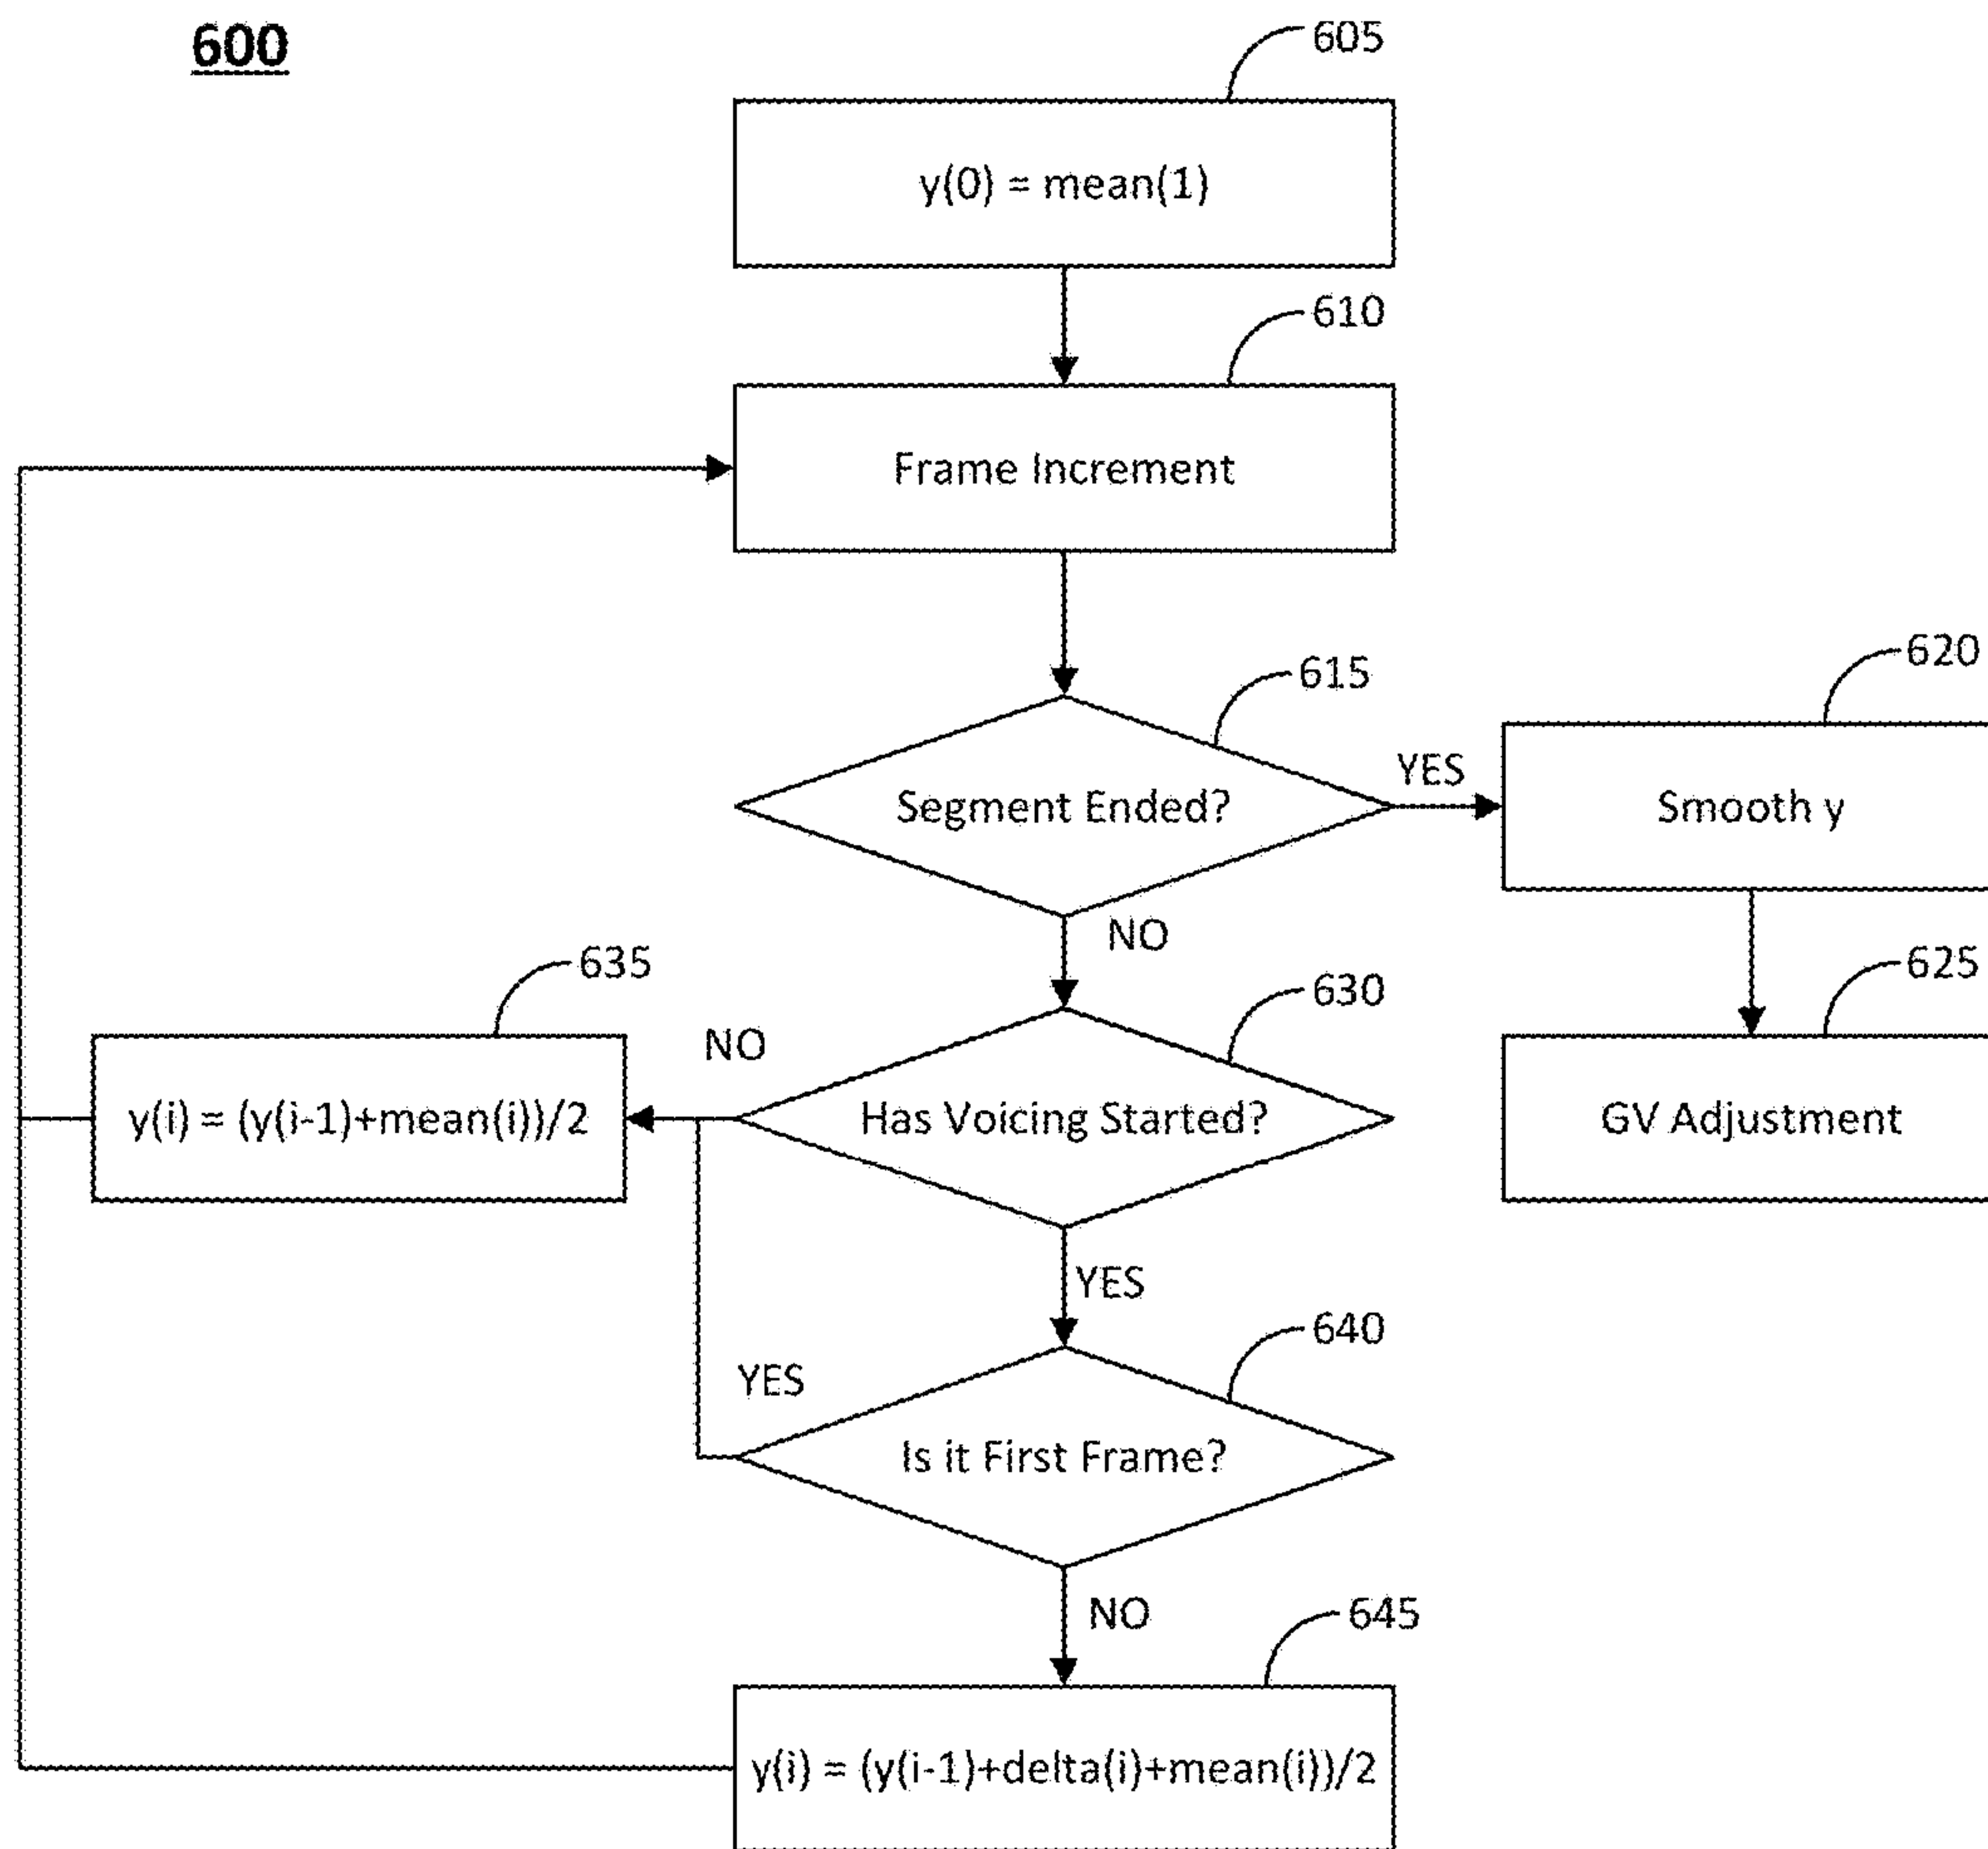 600
605
y(0) = mean(1)
610
Frame Increment
615
Segment Ended?
YES
620
Smooth y
NO
625
GV Adjustment
630
Has Voicing Started?
NO
635
y(i) = (y(i-1)+mean(i))/2
YES
640
Is it First Frame?
YES
NO
645
y(i) = (y(i-1)+delta(i)+mean(i))/2